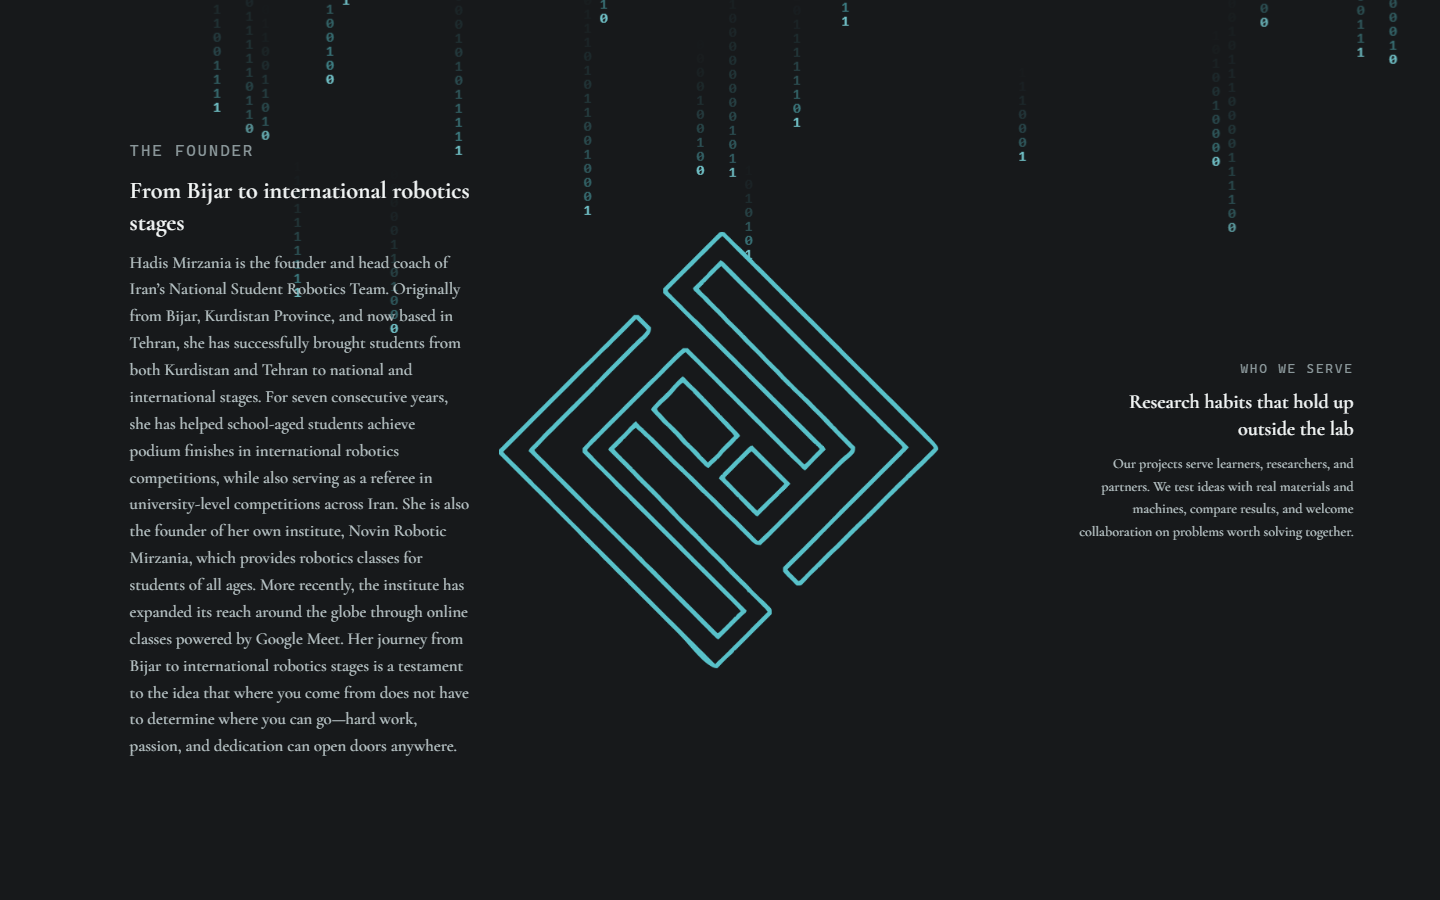 THE FOUNDER
From Bijar to international robotics
stages
Hadis Mirzania is the founder and head coach of
Iran’s National Student Robotics Team. Originally
from Bijar, Kurdistan Province, and now based in
Tehran, she has successfully brought students from
both Kurdistan and Tehran to national and
international stages. For seven consecutive years,
she has helped school-aged students achieve
podium finishes in international robotics
competitions, while also serving as a referee in
university-level competitions across Iran. She is also
the founder of her own institute, Novin Robotic
Mirzania, which provides robotics classes for
students of all ages. More recently, the institute has
expanded its reach around the globe through online
classes powered by Google Meet. Her journey from
Bijar to international robotics stages is a testament
to the idea that where you come from does not have
to determine where you can go—hard work,
passion, and dedication can open doors anywhere.
WHO WE SERVE
Research habits that hold up
outside the lab
Our projects serve learners, researchers, and
partners. We test ideas with real materials and
machines, compare results, and welcome
collaboration on problems worth solving together.